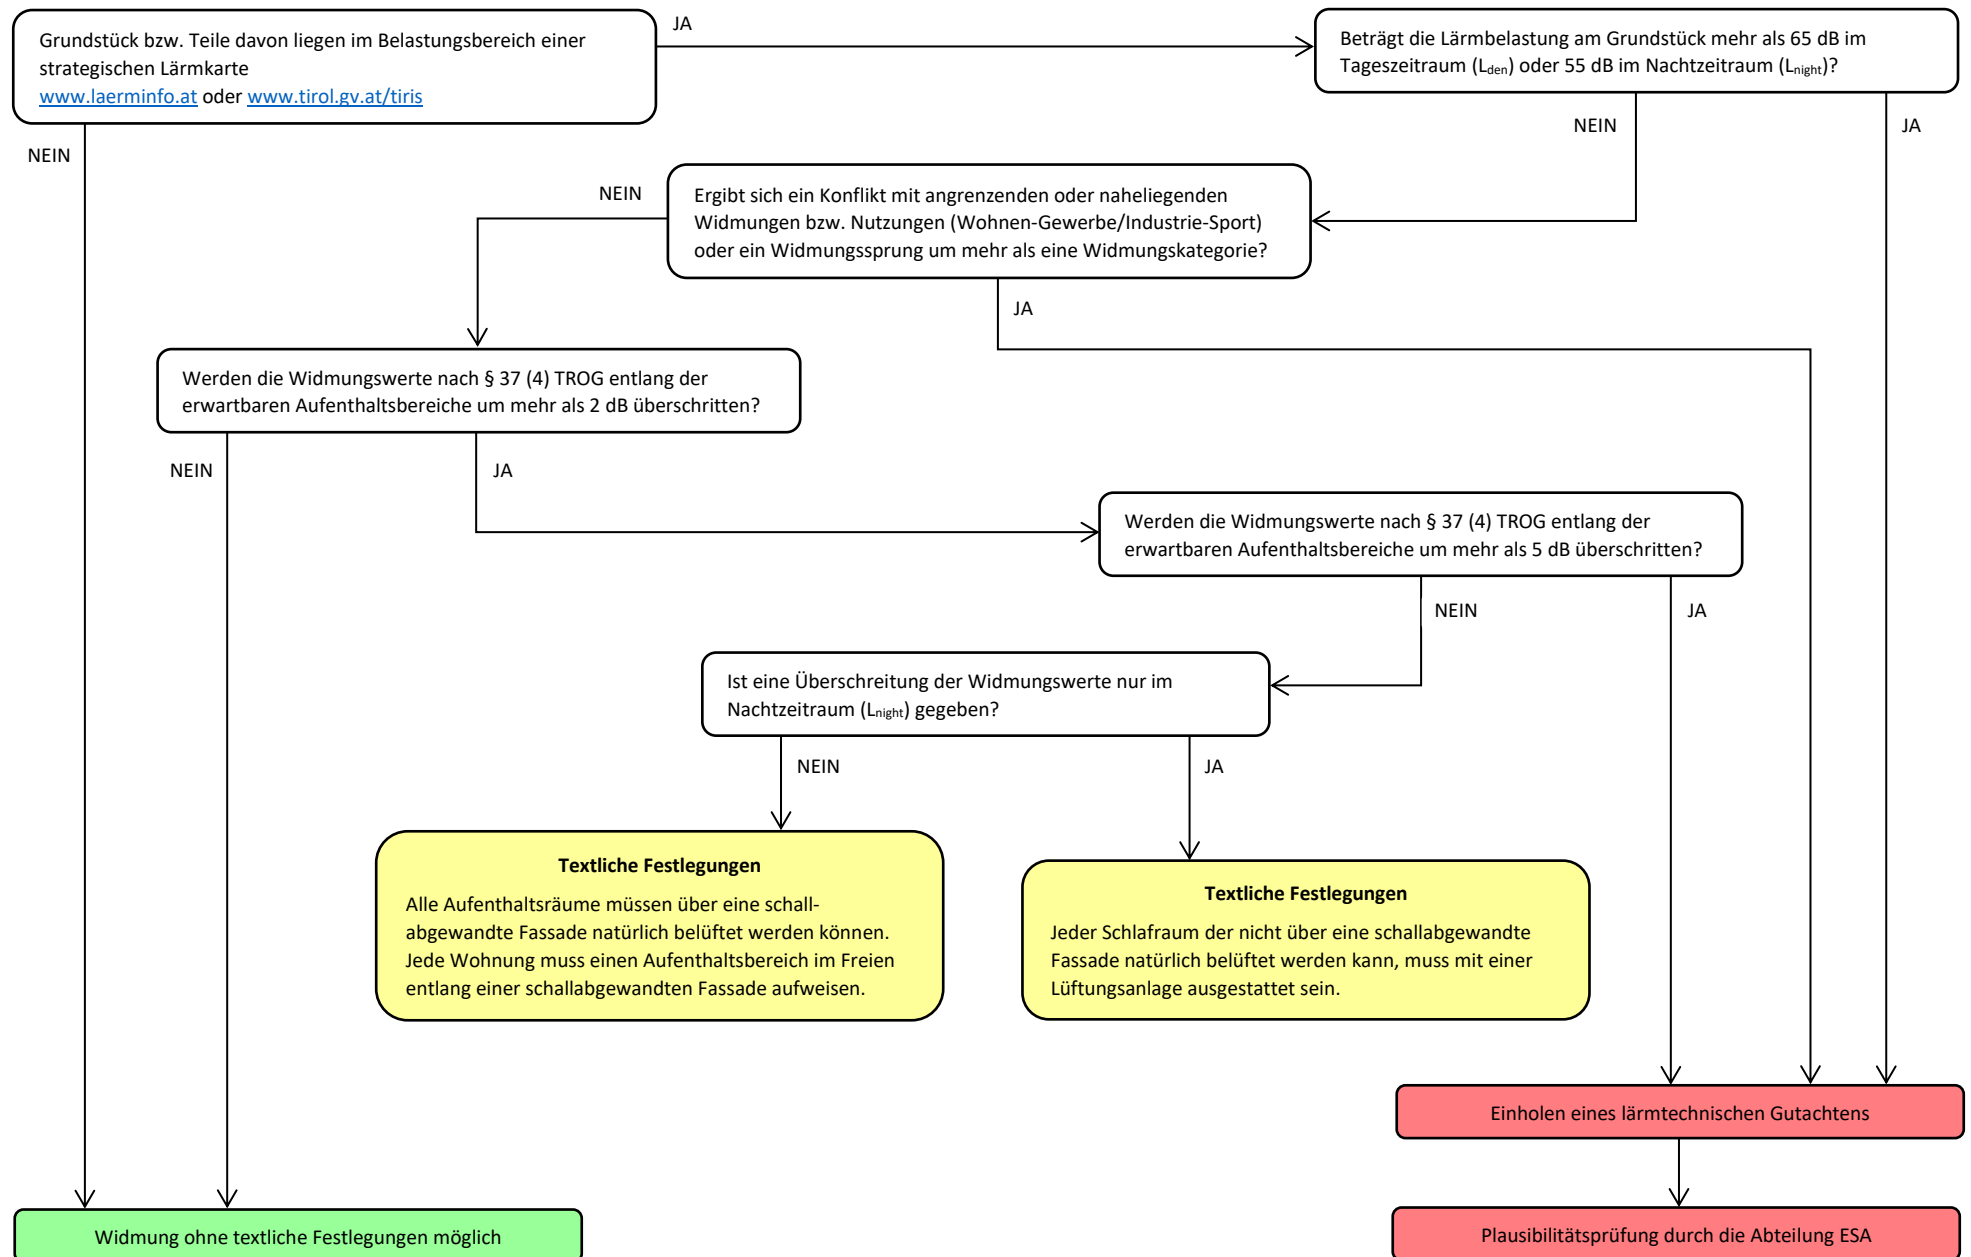 Grundstück bzw. Teile davon liegen im Belastungsbereich einer
strategischen Lärmkarte
www.laerminfo.at oder www.tirol.gv.at/tiris
JA
Beträgt die Lärmbelastung am Grundstück mehr als 65 dB im
Tageszeitraum (Lden) oder 55 dB im Nachtzeitraum (Lnight)?
NEIN
NEIN
JA
NEIN
Ergibt sich ein Konflikt mit angrenzenden oder naheliegenden
Widmungen bzw. Nutzungen (Wohnen-Gewerbe/Industrie-Sport)
oder ein Widmungssprung um mehr als eine Widmungskategorie?
JA
Werden die Widmungswerte nach § 37 (4) TROG entlang der
erwartbaren Aufenthaltsbereiche um mehr als 2 dB überschritten?
NEIN
JA
Werden die Widmungswerte nach § 37 (4) TROG entlang der
erwartbaren Aufenthaltsbereiche um mehr als 5 dB überschritten?
NEIN
JA
Ist eine Überschreitung der Widmungswerte nur im
Nachtzeitraum (Lnight) gegeben?
NEIN
JA
Textliche Festlegungen
Alle Aufenthaltsräume müssen über eine schall-
abgewandte Fassade natürlich belüftet werden können.
Jede Wohnung muss einen Aufenthaltsbereich im Freien
entlang einer schallabgewandten Fassade aufweisen.
Textliche Festlegungen
Jeder Schlafraum der nicht über eine schallabgewandte
Fassade natürlich belüftet werden kann, muss mit einer
Lüftungsanlage ausgestattet sein.
Einholen eines lärmtechnischen Gutachtens
Widmung ohne textliche Festlegungen möglich
Plausibilitätsprüfung durch die Abteilung ESA